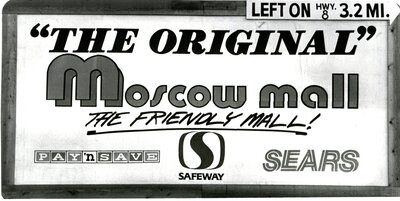 LEFT ON HWY. 8 3.2 MI.
"THE ORIGINAL"
Moscow mall
THE FRIENDLY MALL!
PAY'N SAVE
S
SAFEWAY
SEARS